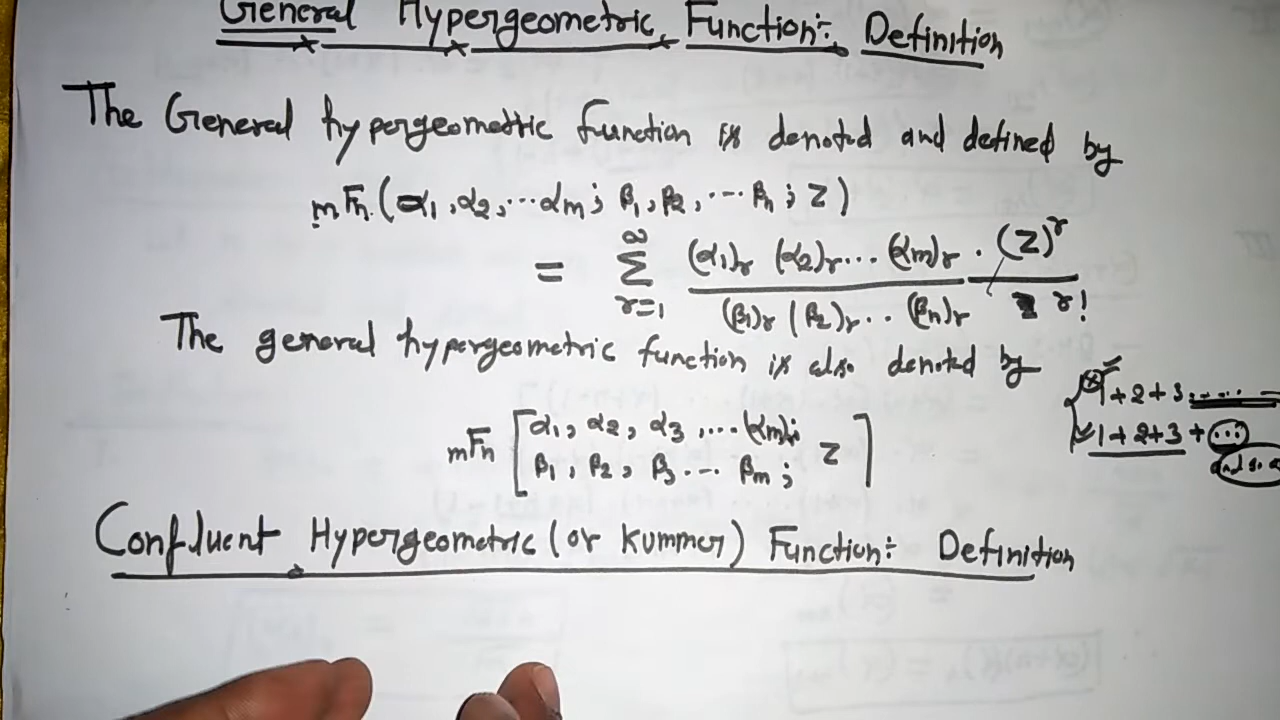 General Hypergeometric Function:- Definition
The General hypergeometric function is denoted and defined by
mFn (α1, α2, ... αm; β1, β2, ... βn; z)
= ∞ Σ r=1 (α1)r (α2)r ... (αm)r . (z)^r
(β1)r (β2)r .. (βn)r r!
The general hypergeometric function is also denoted by
1+2+3......
mFn [α1, α2, α3, ... (αm);
β1, β2, β3 ... βm; z]
1+2+3+...
Confluent Hypergeometric (or Kummer) Function:- Definition